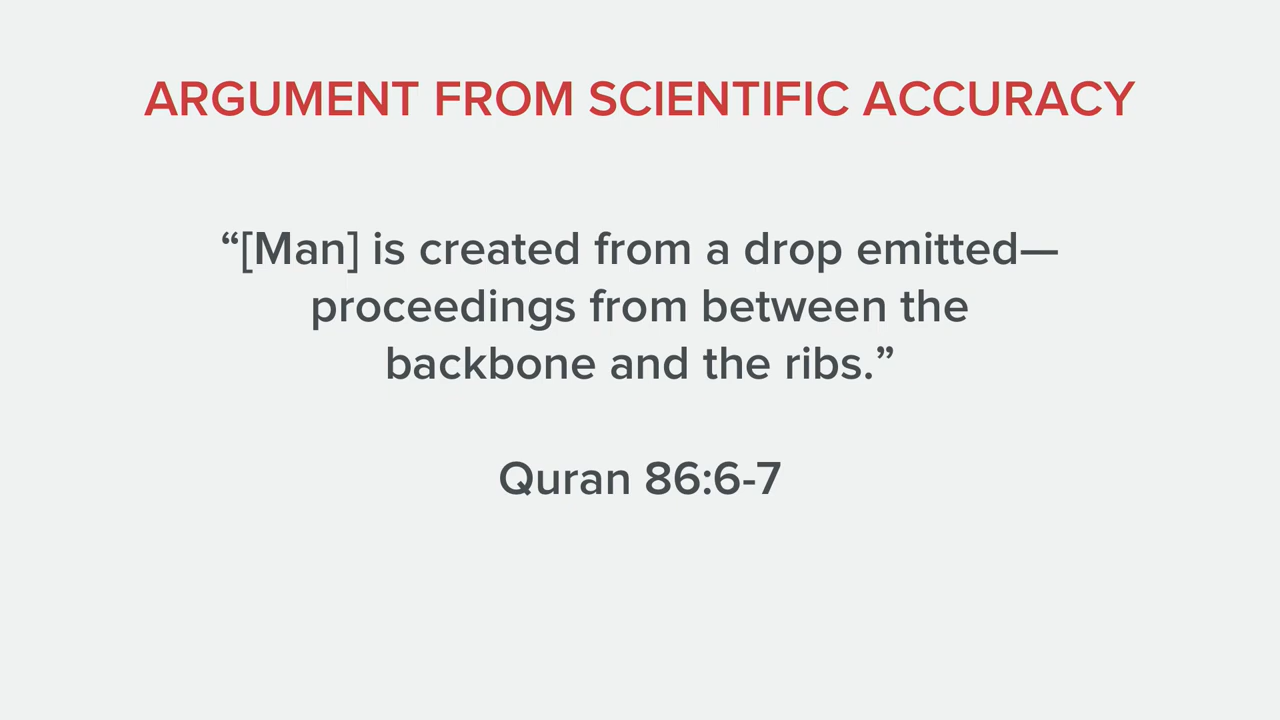 ARGUMENT FROM SCIENTIFIC ACCURACY
“[Man] is created from a drop emitted—
proceedings from between the
backbone and the ribs.”
Quran 86:6-7